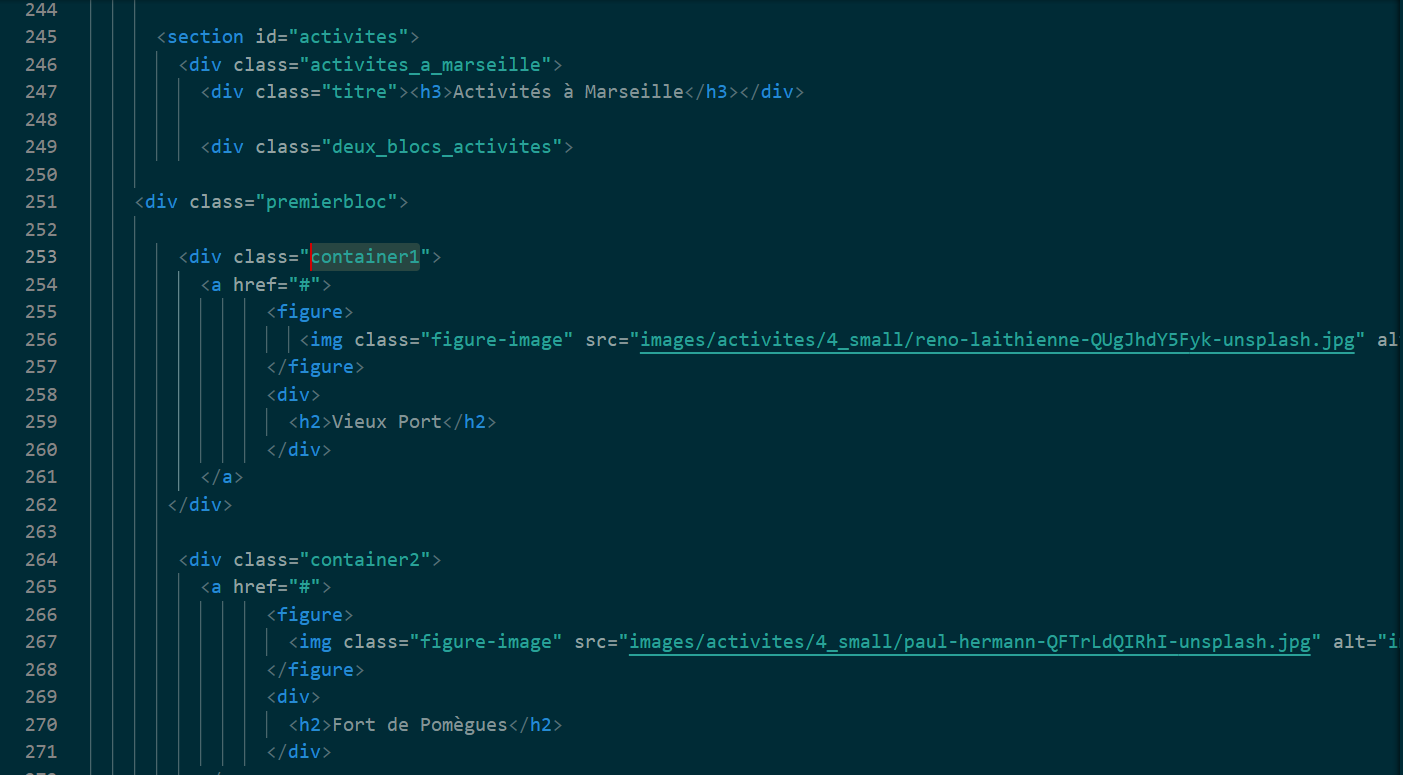 244
245 <section id="activites">
246 <div class="activites_a_marseille">
247 <div class="titre"><h3>Activités à Marseille</h3></div>
248
249 <div class="deux_blocs_activites">
250
251 <div class="premierbloc">
252
253 <div class="container1">
254 <a href="#">
255 <figure>
256 <img class="figure-image" src="images/activites/4_small/reno-laithienne-QUgJhdY5Fyk-unsplash.jpg" al
257 </figure>
258 <div>
259 <h2>Vieux Port</h2>
260 </div>
261 </a>
262 </div>
263
264 <div class="container2">
265 <a href="#">
266 <figure>
267 <img class="figure-image" src="images/activites/4_small/paul-hermann-QFTrLdQIRhI-unsplash.jpg" alt="i
268 </figure>
269 <div>
270 <h2>Fort de Pomègues</h2>
271 </div>